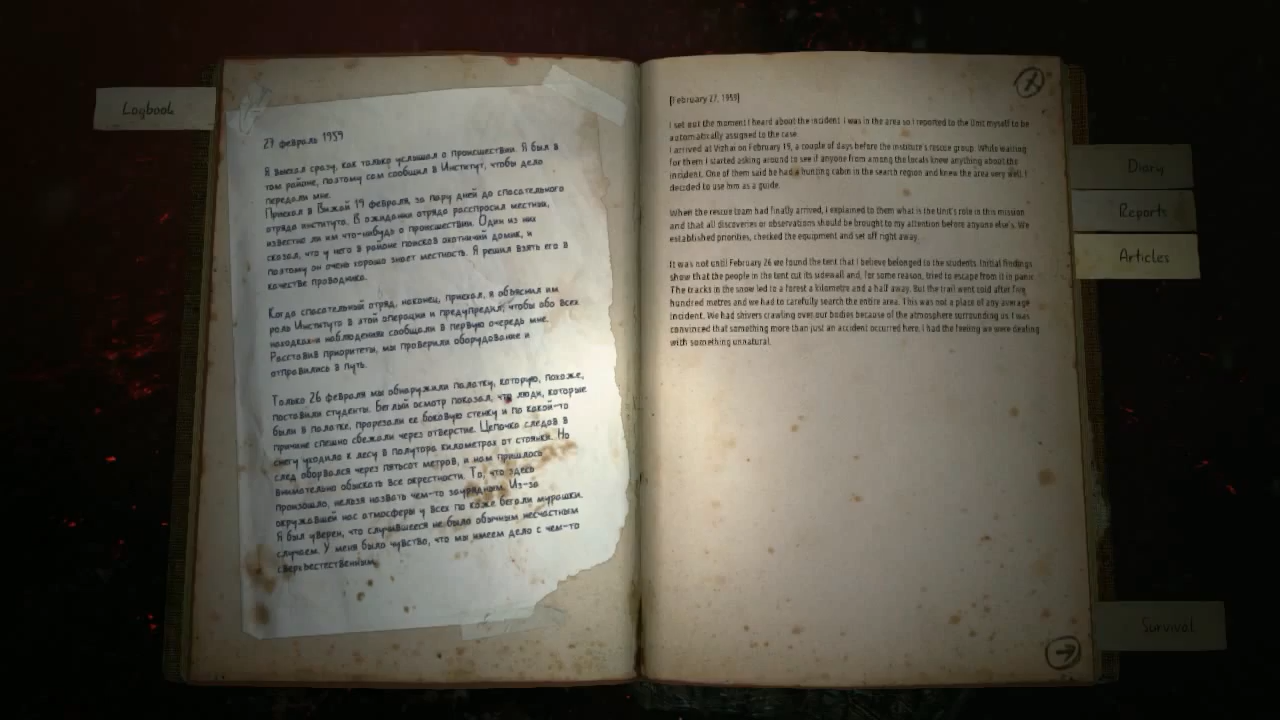 Logbook
27 февраль 1959
Я выехал сразу, как только услышал о происшествии. Я был в
том районе, поэтому сам сообщил в Институт, чтобы дело
передали мне.
Приехал в Вижай 19 февраля, за пару дней до спасательного
отряда института. В ожидании отряда расспросил местных,
известно ли им что-нибудь о происшествии. Один из них
сказал, что у него в районе поисков охотничий домик, и
поэтому он очень хорошо знает местность. Я решил взять его в
качестве проводника.
Когда спасательный отряд, наконец, приехал, я объяснил им
роль Института в этой операции и предупредил, чтобы обо всех
находках и наблюдениях сообщали в первую очередь мне.
Расставив приоритеты, мы проверили оборудование и
отправились в путь.
Только 26 февраля мы обнаружили палатку, которую, похоже,
поставили студенты. Беглый осмотр показал, что люди, которые
были в палатке, прорезали ее боковую стенку и по какой-то
причине спешно сбежали через отверстие. Цепочка следов в
снегу уходила к лесу в полутора километрах от стоянки. Но
след оборвался через пятьсот метров, и нам пришлось
внимательно обыскать все окрестности. То, что здесь
произошло, нельзя назвать чем-то заурядным. Из-за
окружавшей нас атмосферы у всех по коже бегали мурашки.
Я был уверен, что случившееся не было обычным несчастным
случаем. У меня было чувство, что мы имеем дело с чем-то
сверхъестественным.
[February 27, 1959]
I set out the moment I heard about the incident. I was in the area so I reported to the Unit myself to be
automatically assigned to the case.
I arrived at Vizhai on February 19, a couple of days before the institute's rescue group. While waiting
for them I started asking around to see if anyone from among the locals knew anything about the
incident. One of them said he had a hunting cabin in the search region and knew the area very well. I
decided to use him as a guide.
When the rescue team had finally arrived, I explained to them what is the Unit's role in this mission
and that all discoveries or observations should be brought to my attention before anyone else's. We
established priorities, checked the equipment and set off right away.
It was not until February 26 we found the tent that I believe belonged to the students. Initial findings
show that the people in the tent cut its sidewall and, for some reason, tried to escape from it in panic.
The tracks in the snow led to a forest a kilometre and a half away. But the trail went cold after five
hundred metres and we had to carefully search the entire area. This was not a place of any average
incident. We had shivers crawling over our bodies because of the atmosphere surrounding us. I was
convinced that something more than just an accident occurred here. I had the feeling we were dealing
with something unnatural.
X
Diary
Reports
Articles
Survival